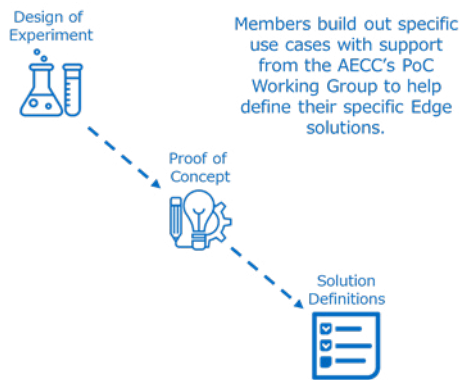 Design of
Experiment
Members build out specific
use cases with support
from the AECC's PoC
Working Group to help
define their specific Edge
solutions.
Proof of
Concept
Solution
Definitions